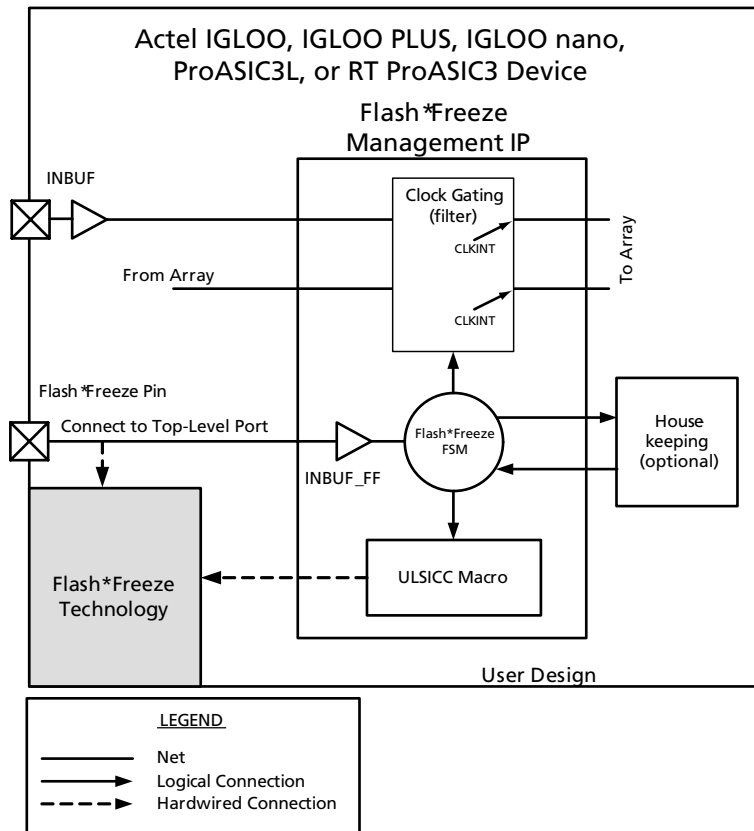 Actel IGLOO, IGLOO PLUS, IGLOO nano,
ProASIC3L, or RT ProASIC3 Device
Flash*Freeze
Management IP
INBUF
Clock Gating
(filter)
CLKINT
To Array
From Array
CLKINT
Flash*Freeze Pin
Connect to Top-Level Port
INBUF_FF
Flash*Freeze
FSM
House
keeping
(optional)
Flash*Freeze
Technology
ULSICC Macro
User Design
LEGEND
Net
Logical Connection
Hardwired Connection